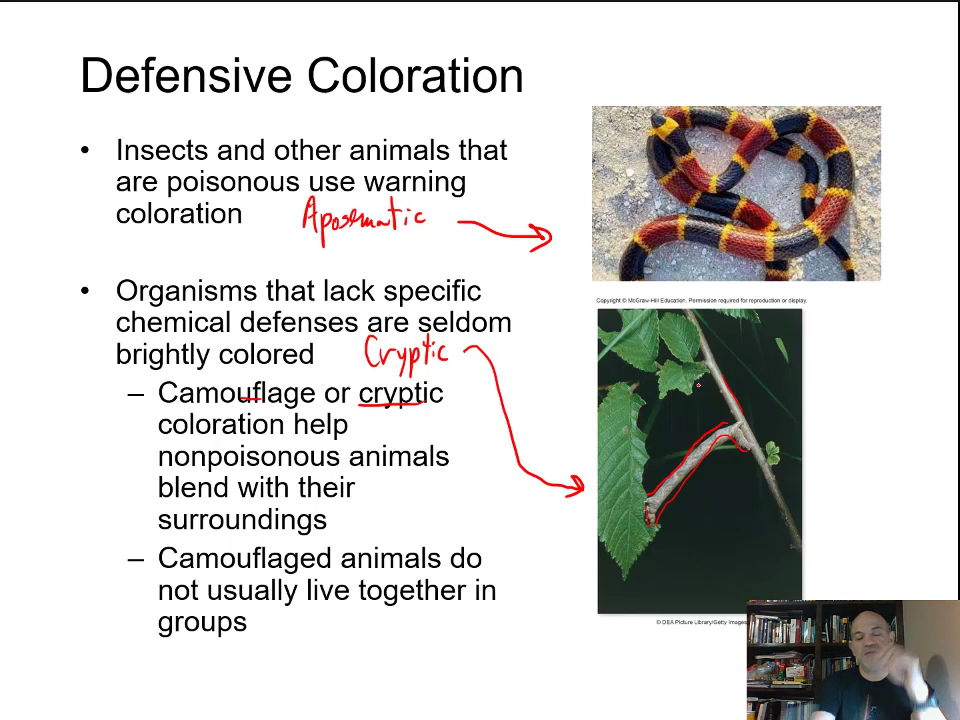 Defensive Coloration
• Insects and other animals that
are poisonous use warning
coloration Aposematic
• Organisms that lack specific
chemical defenses are seldom
brightly colored Cryptic
– Camouflage or cryptic
coloration help
nonpoisonous animals
blend with their
surroundings
– Camouflaged animals do
not usually live together in
groups
Copyright © McGraw-Hill Education. Permission required for reproduction or display.
© DEA Picture Library/Getty Images